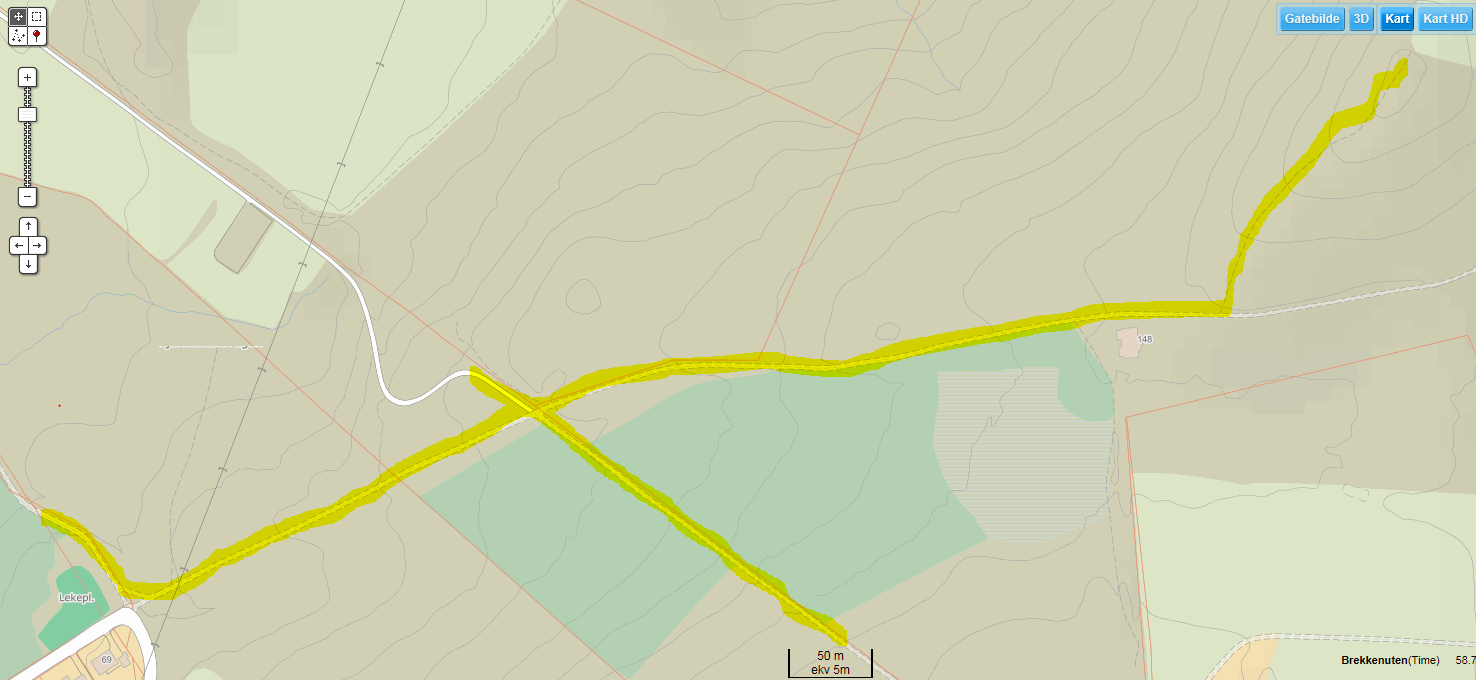 Gatebilde 3D Kart Kart HD
148
Lekepl.
69
50 m
ekv 5m
Brekkenuten(Time) 58.7